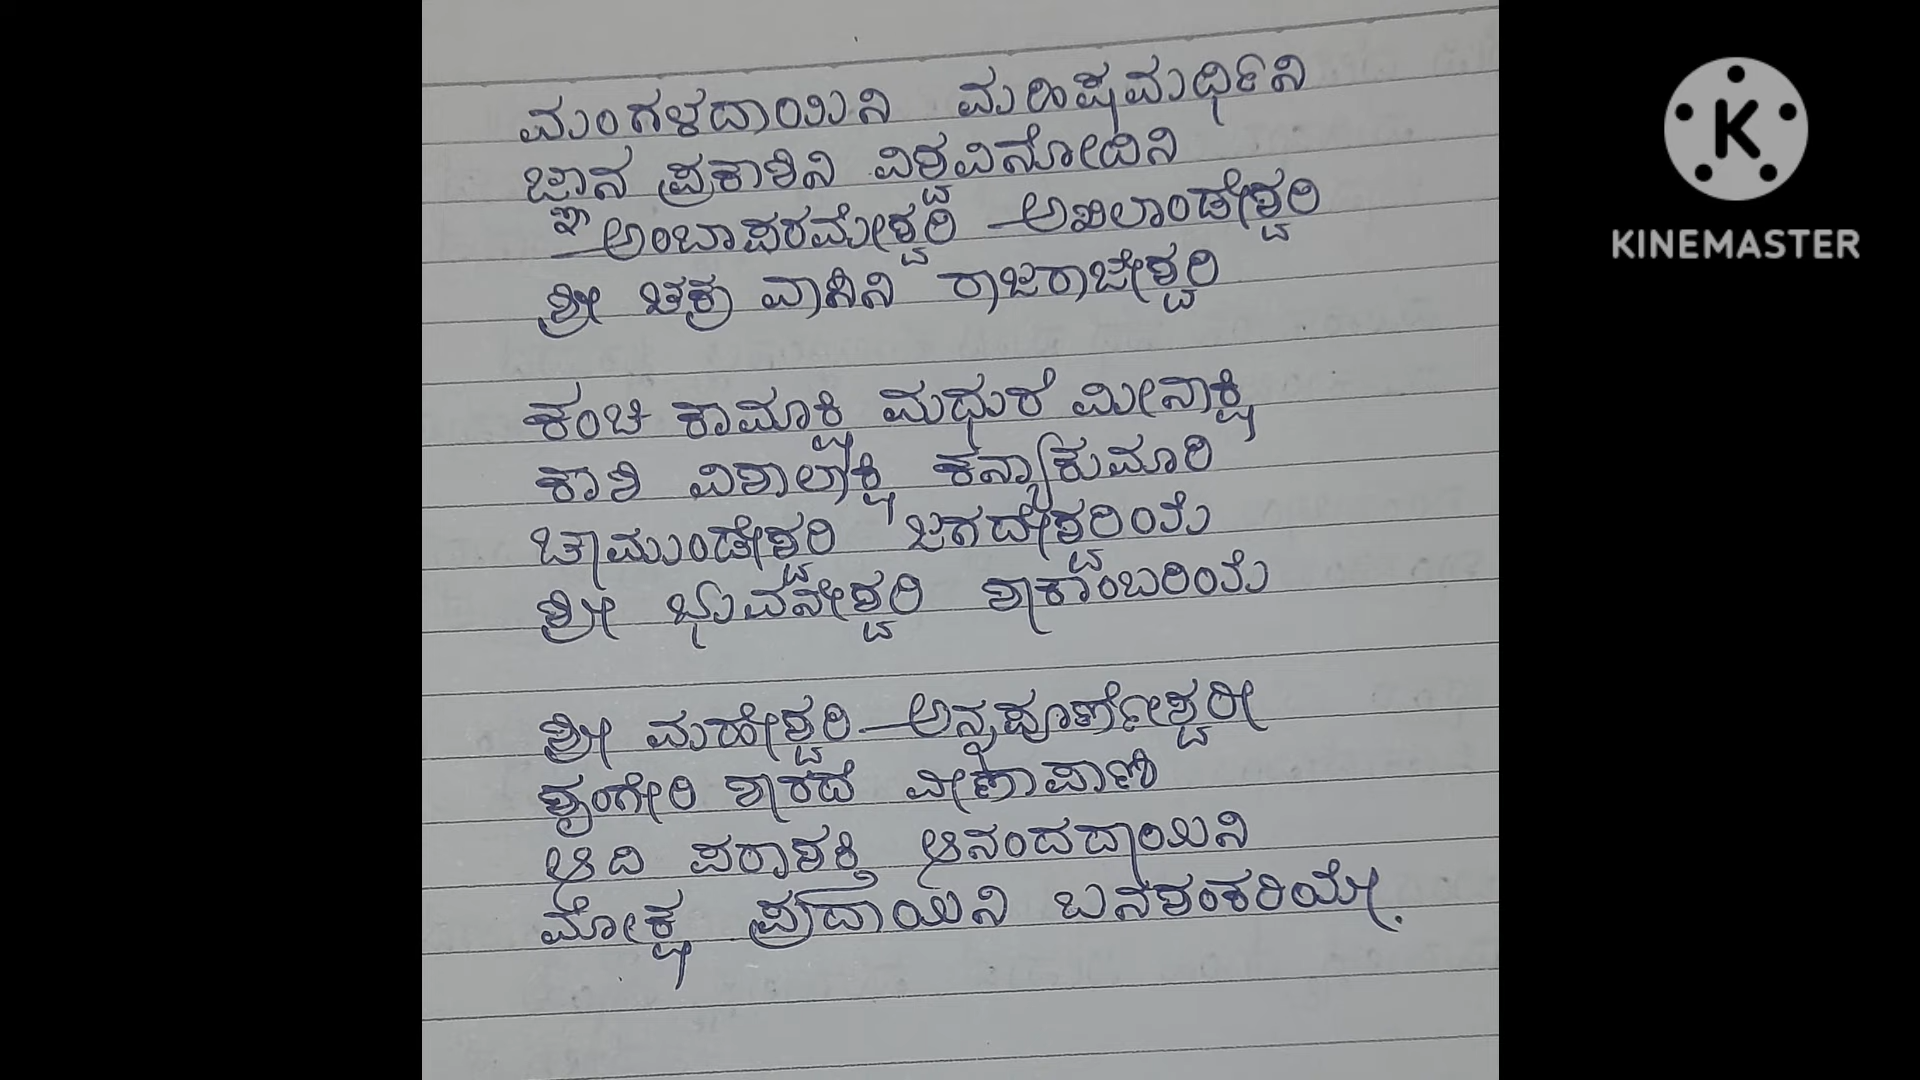 ಮಂಗಳದಾಯಿನಿ ಮಹಿಷಮರ್ಧಿನಿ
ಜ್ಞಾನ ಪ್ರಕಾಶಿನಿ ವಿಶ್ವವಿನೋದಿನಿ
ಅಂಬಾಪರಮೇಶ್ವರಿ ಅಖಿಲಾಂಡೇಶ್ವರಿ
ಶ್ರೀ ಚಕ್ರ ವಾಸಿನಿ ರಾಜರಾಜೇಶ್ವರಿ
ಕಂಚಿ ಕಾಮಾಕ್ಷಿ ಮಧುರೆ ಮೀನಾಕ್ಷಿ
ಕಾಶಿ ವಿಶಾಲಾಕ್ಷಿ ಕನ್ಯಾಕುಮಾರಿ
ಚಾಮುಂಡೇಶ್ವರಿ ಜಗದೇಶ್ವರಿಯೆ
ಶ್ರೀ ಭುವನೇಶ್ವರಿ ಶಾಕಾಂಬರಿಯೆ
ಶ್ರೀ ಮಹೇಶ್ವರಿ ಅನ್ನಪೂರ್ಣೇಶ್ವರೀ
ಶೃಂಗೇರಿ ಶಾರದೆ ವೀಣಾಪಾಣಿ
ಆದಿ ಪರಾಶಕ್ತಿ ಆನಂದದಾಯಿನಿ
ಮೋಕ್ಷ ಪ್ರದಾಯಿನಿ ಬನಶಂಕರಿಯೇ.
KINEMASTER